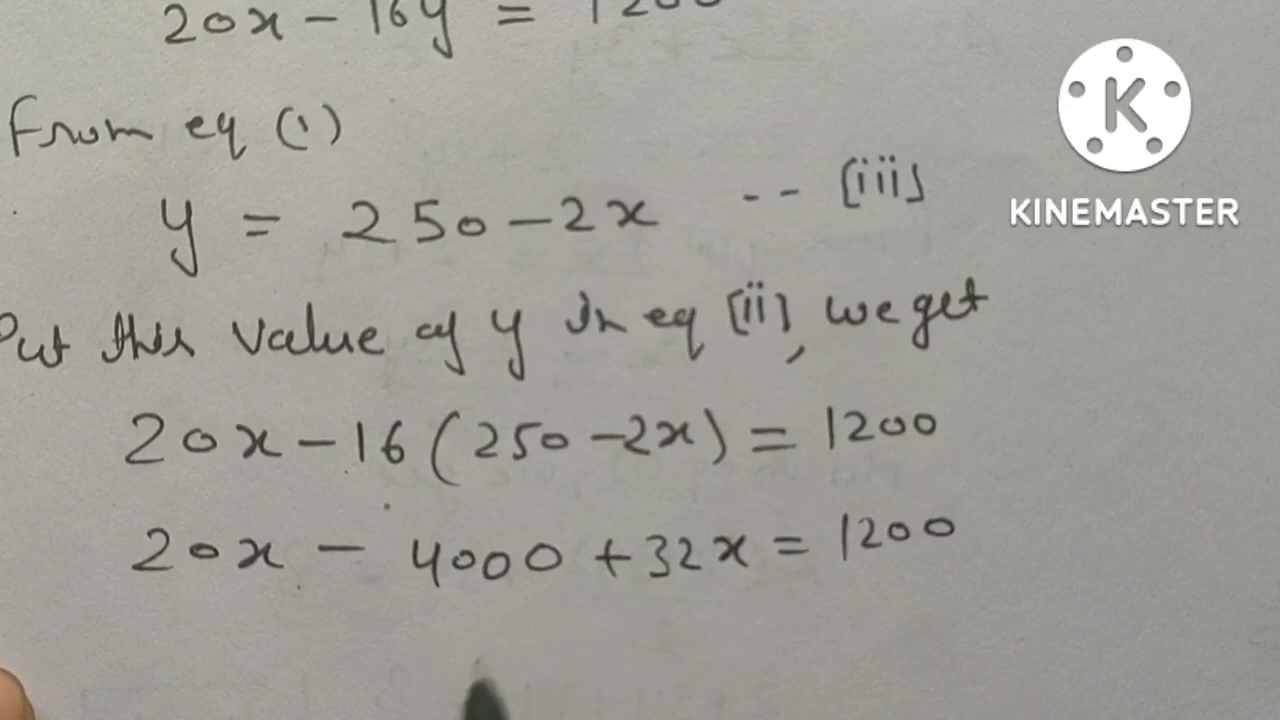 20x - 16y = 1200
From eq (1)
y = 250 - 2x -- [iii]
Put this value of y in eq [ii], we get
20x - 16 (250 - 2x) = 1200
20x - 4000 + 32x = 1200
K
KINEMASTER